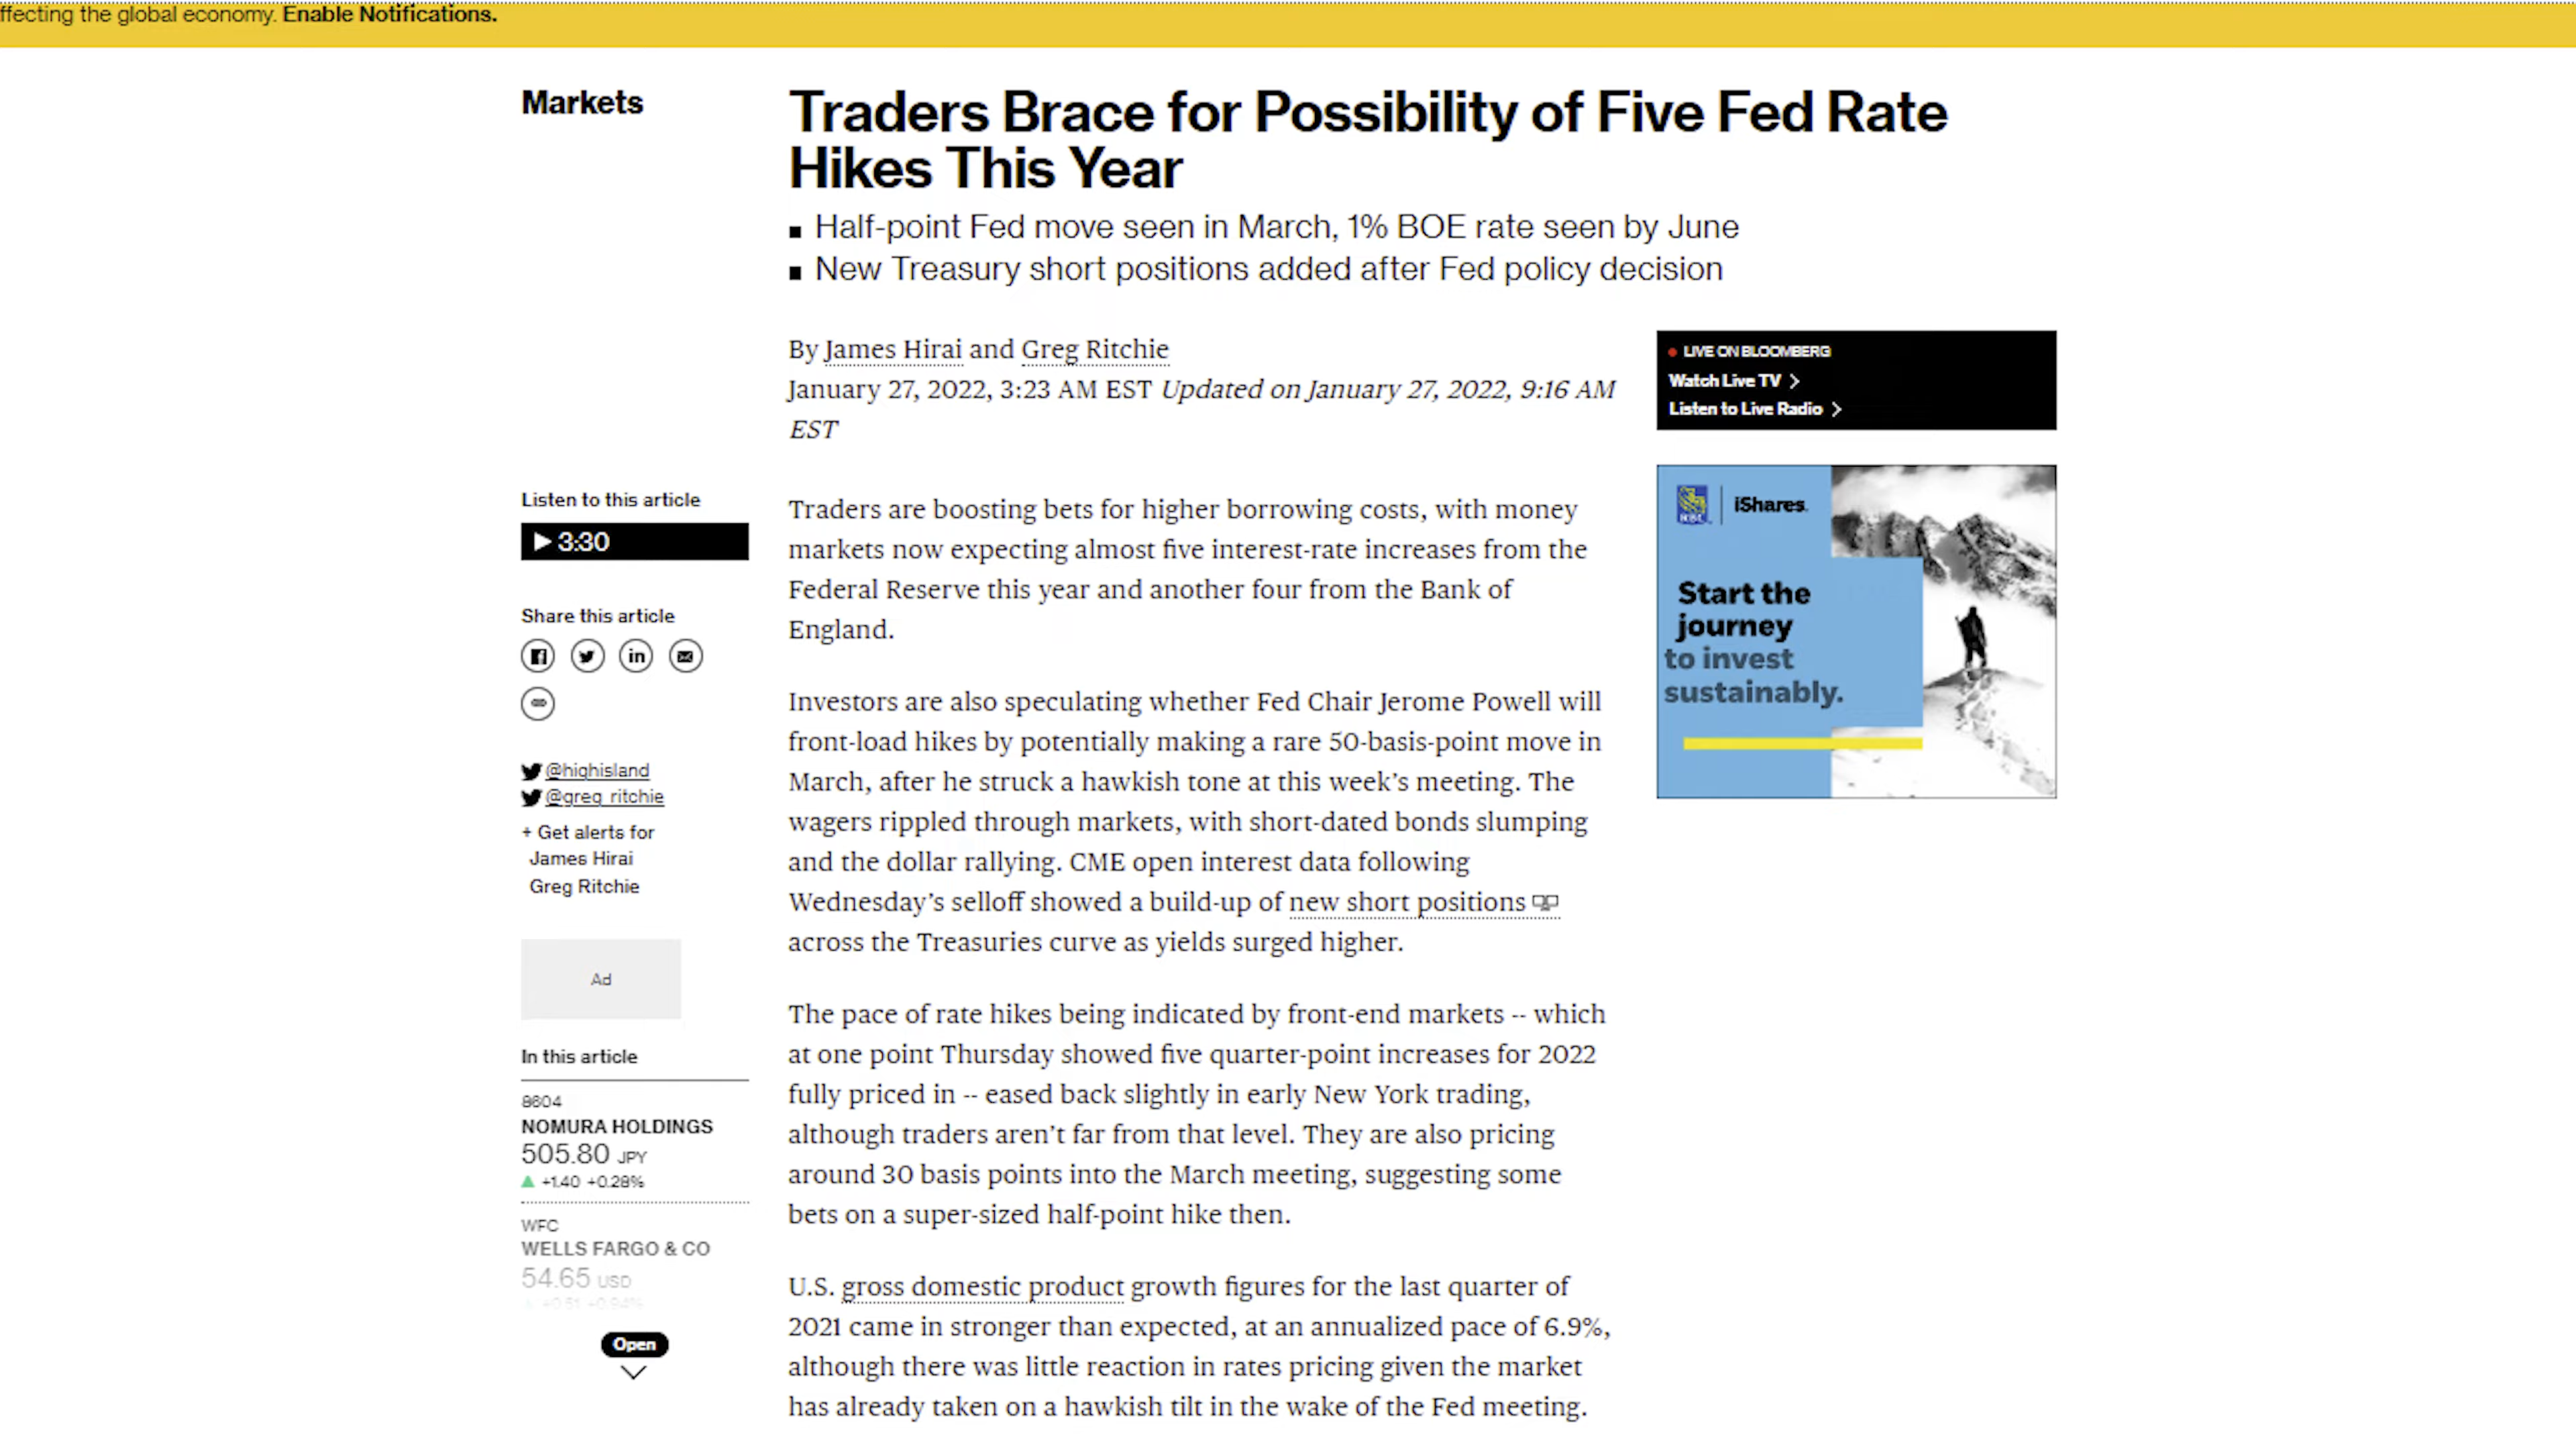 ffecting the global economy. Enable Notifications.
Markets
Traders Brace for Possibility of Five Fed Rate
Hikes This Year
Half-point Fed move seen in March, 1% BOE rate seen by June
New Treasury short positions added after Fed policy decision
By James Hirai and Greg Ritchie
January 27, 2022, 3:23 AM EST Updated on January 27, 2022, 9:16 AM
EST
LIVE ON BLOOMBERG
Watch Live TV
Listen to Live Radio
RBC iShares.
Start the
journey
to invest
sustainably.
Listen to this article
3:30
Share this article
@highisland
@greg_ritchie
+ Get alerts for
James Hirai
Greg Ritchie
Ad
In this article
8604
NOMURA HOLDINGS
505.80 JPY
+1.40 +0.28%
WFC
WELLS FARGO & CO
54.65 USD
+0.51 +0.94%
Open
Traders are boosting bets for higher borrowing costs, with money
markets now expecting almost five interest-rate increases from the
Federal Reserve this year and another four from the Bank of
England.
Investors are also speculating whether Fed Chair Jerome Powell will
front-load hikes by potentially making a rare 50-basis-point move in
March, after he struck a hawkish tone at this week’s meeting. The
wagers rippled through markets, with short-dated bonds slumping
and the dollar rallying. CME open interest data following
Wednesday’s selloff showed a build-up of new short positions
across the Treasuries curve as yields surged higher.
The pace of rate hikes being indicated by front-end markets -- which
at one point Thursday showed five quarter-point increases for 2022
fully priced in -- eased back slightly in early New York trading,
although traders aren’t far from that level. They are also pricing
around 30 basis points into the March meeting, suggesting some
bets on a super-sized half-point hike then.
U.S. gross domestic product growth figures for the last quarter of
2021 came in stronger than expected, at an annualized pace of 6.9%,
although there was little reaction in rates pricing given the market
has already taken on a hawkish tilt in the wake of the Fed meeting.